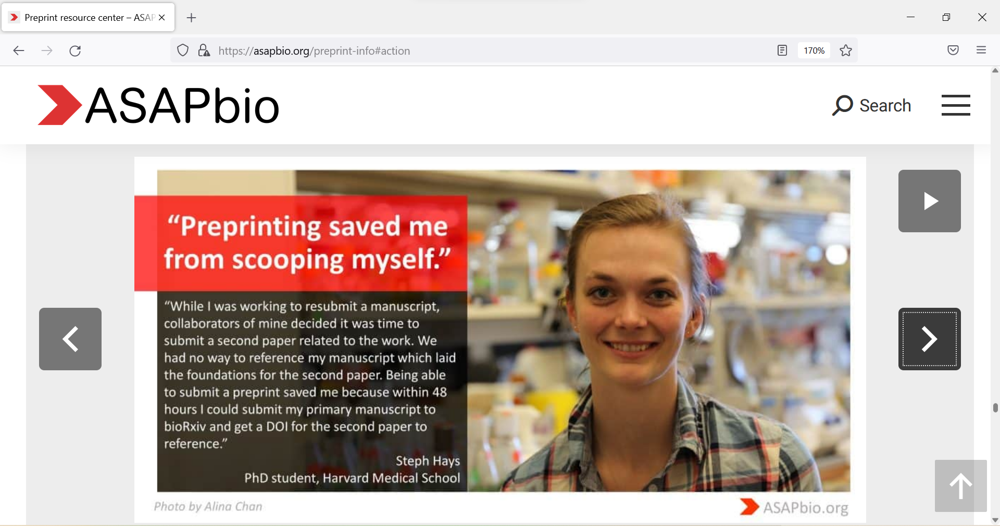 Preprint resource center – ASAP
https://asapbio.org/preprint-info#action
170%
ASAPbio
Search
“Preprinting saved me
from scooping myself.”
“While I was working to resubmit a manuscript,
collaborators of mine decided it was time to
submit a second paper related to the work. We
had no way to reference my manuscript which laid
the foundations for the second paper. Being able
to submit a preprint saved me because within 48
hours I could submit my primary manuscript to
bioRxiv and get a DOI for the second paper to
reference.”
Steph Hays
PhD student, Harvard Medical School
Photo by Alina Chan
ASAPbio.org